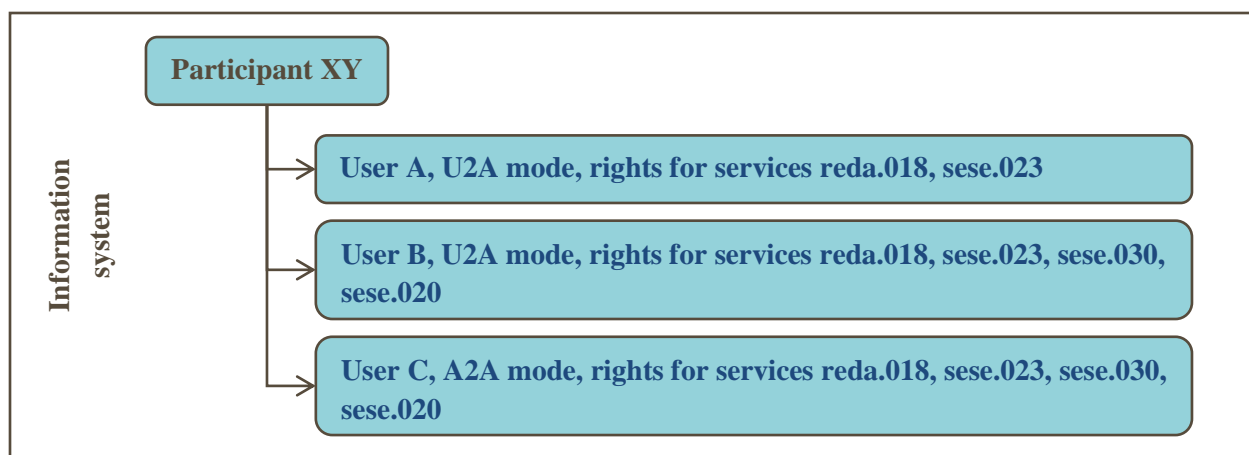 Participant XY
Information
system
User A, U2A mode, rights for services reda.018, sese.023
User B, U2A mode, rights for services reda.018, sese.023, sese.030,
sese.020
User C, A2A mode, rights for services reda.018, sese.023, sese.030,
sese.020